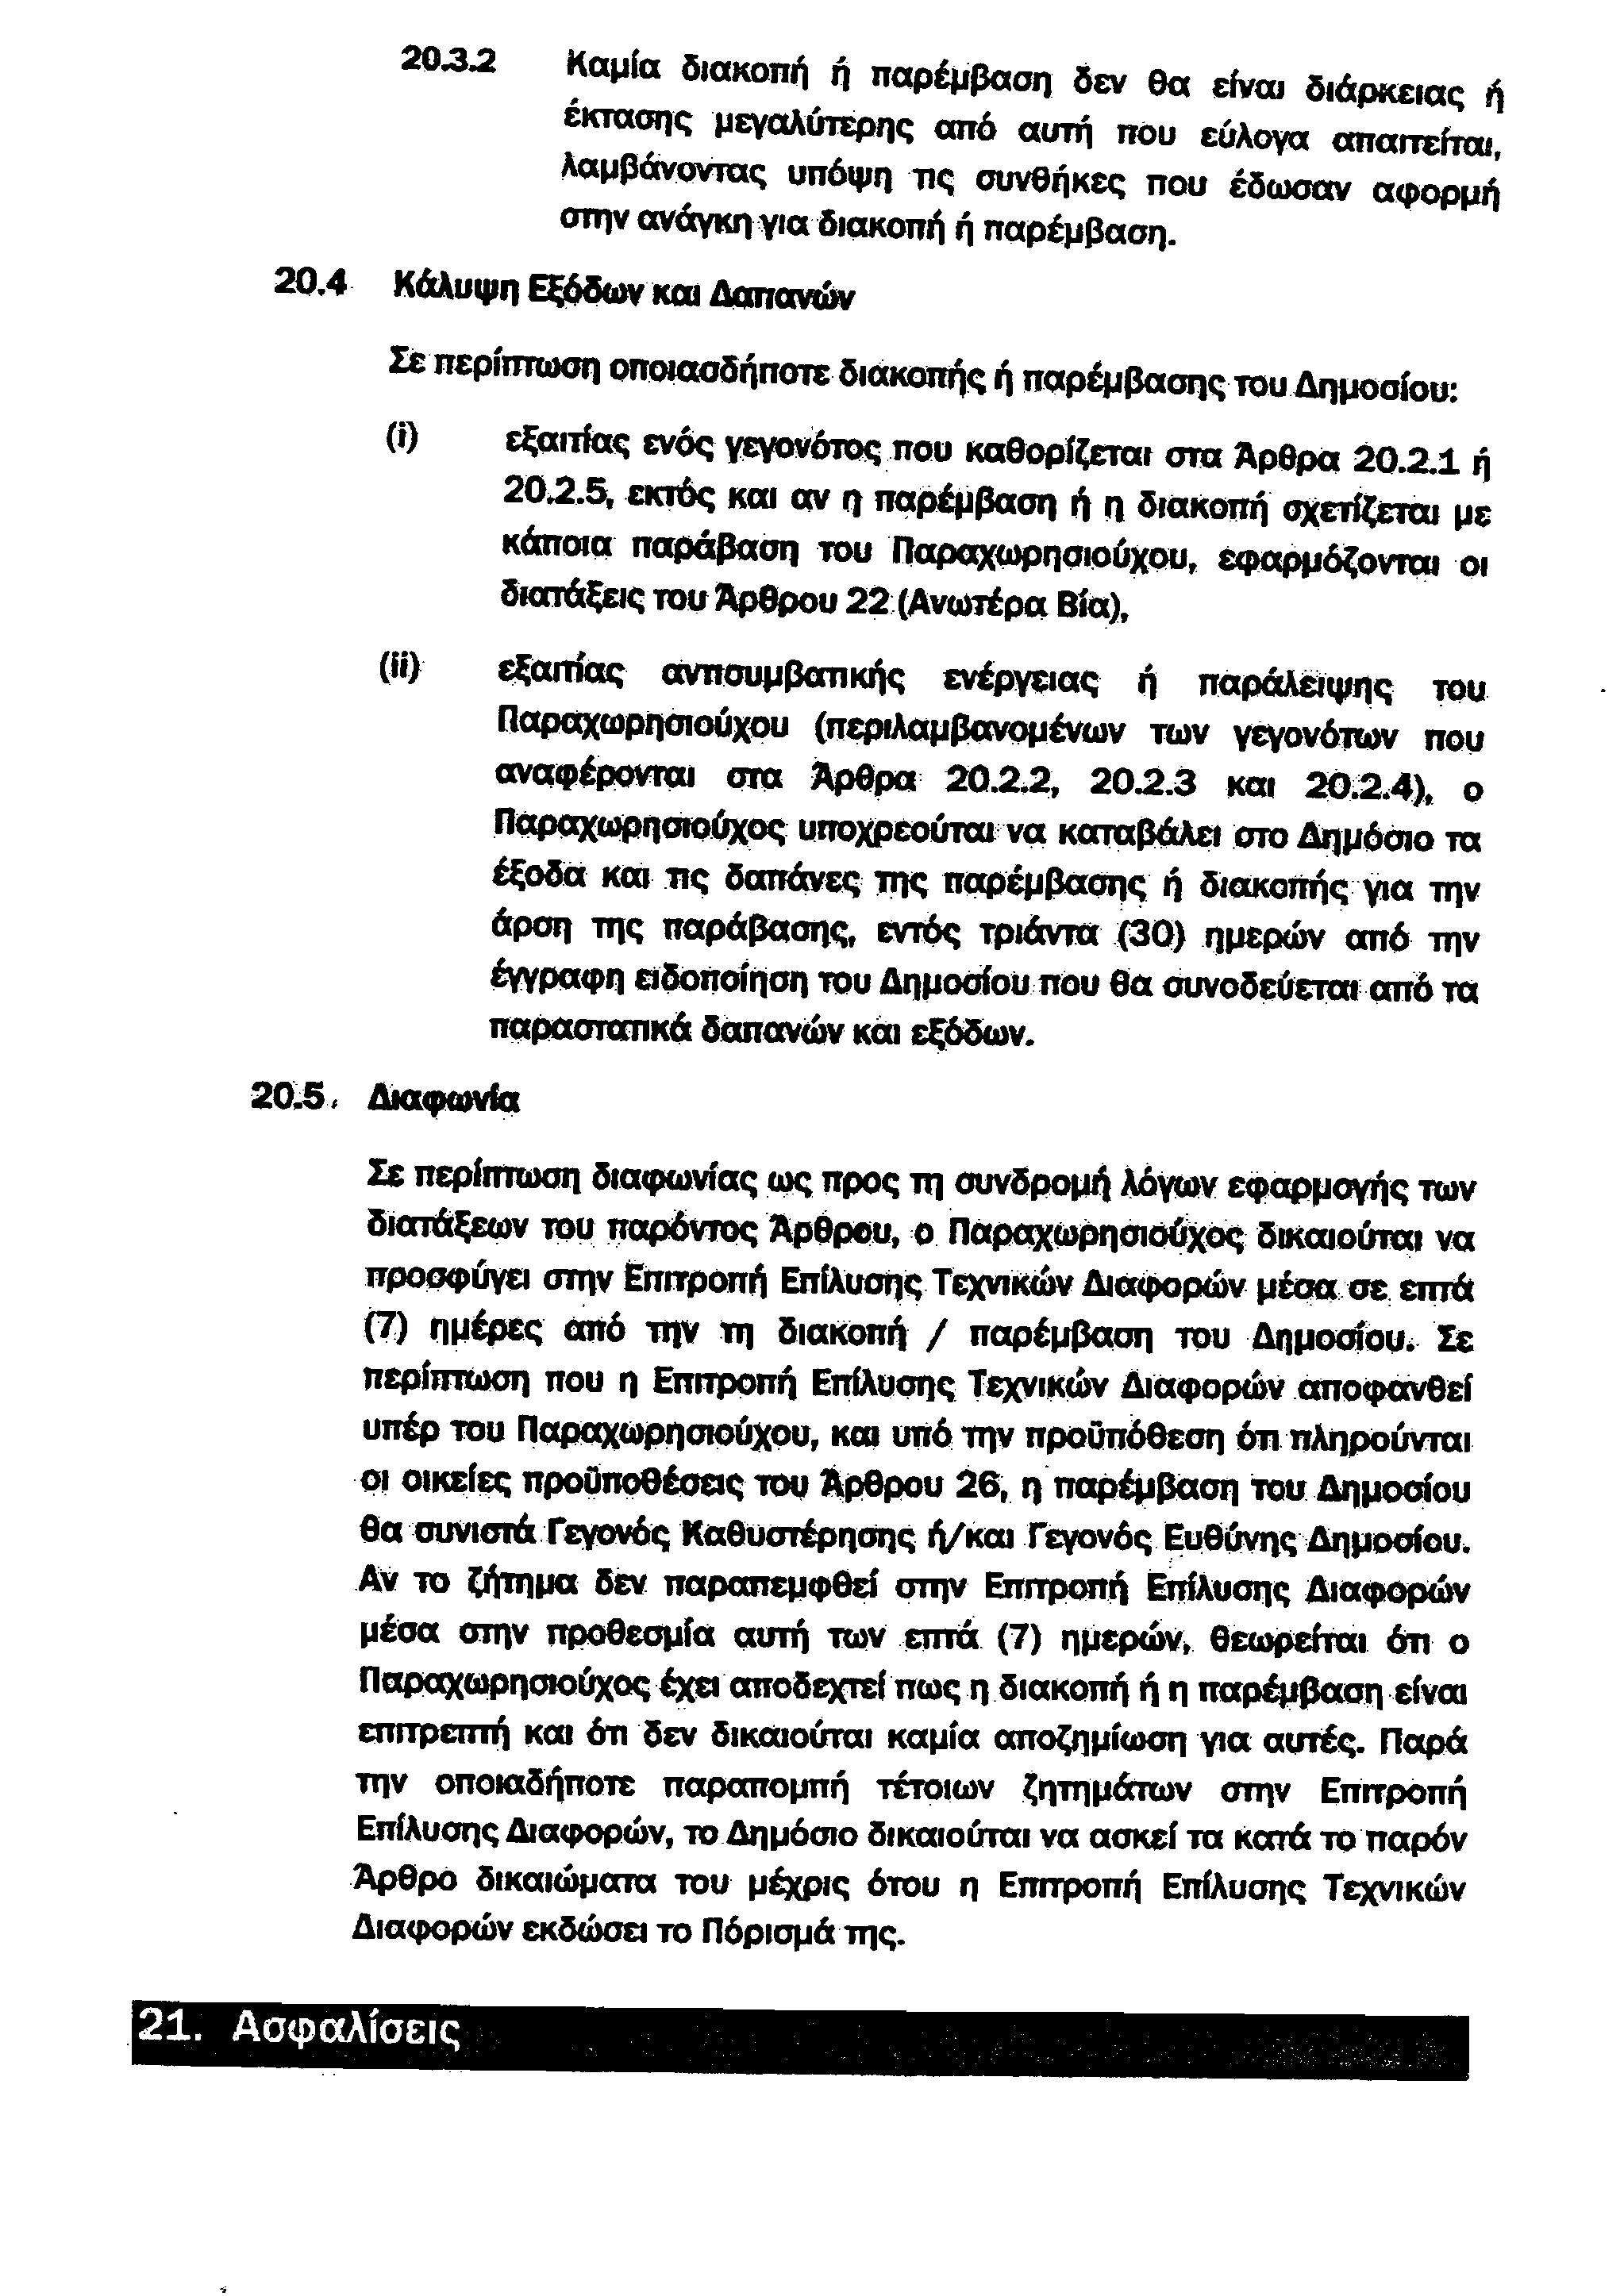 20.3.2 Καμία διακοπή ή παρέμβαση δεν θα είναι διάρκειας ή
έκτασης μεγαλύτερης από αυτή που εύλογα απαιτείται,
λαμβάνοντας υπόψη τις συνθήκες που έδωσαν αφορμή
στην ανάγκη για διακοπή ή παρέμβαση.
20.4 Κάλυψη Εξόδων και Δαπανών
Σε περίπτωση οποιασδήποτε διακοπής ή παρέμβασης του Δημοσίου:
(i) εξαιτίας ενός γεγονότος που καθορίζεται στα Άρθρα 20.2.1 ή
20.2.5, εκτός και αν η παρέμβαση ή η διακοπή σχετίζεται με
κάποια παράβαση του Παραχωρησιούχου, εφαρμόζονται οι
διατάξεις του Άρθρου 22 (Ανωτέρα Βία),
(ii) εξαιτίας αντισυμβατικής ενέργειας ή παράλειψης του
Παραχωρησιούχου (περιλαμβανομένων των γεγονότων που
αναφέρονται στα Άρθρα 20.2.2, 20.2.3 και 20.2.4), ο
Παραχωρησιούχος υποχρεούται να καταβάλει στο Δημόσιο τα
έξοδα και τις δαπάνες της παρέμβασης ή διακοπής για την
άρση της παράβασης, εντός τριάντα (30) ημερών από την
έγγραφη ειδοποίηση του Δημοσίου που θα συνοδεύεται από τα
παραστατικά δαπανών και εξόδων.
20.5. Διαφωνία
Σε περίπτωση διαφωνίας ως προς τη συνδρομή λόγων εφαρμογής των
διατάξεων του παρόντος Άρθρου, ο Παραχωρησιούχος δικαιούται να
προσφύγει στην Επιτροπή Επίλυσης Τεχνικών Διαφορών μέσα σε επτά
(7) ημέρες από την τη διακοπή / παρέμβαση του Δημοσίου. Σε
περίπτωση που η Επιτροπή Επίλυσης Τεχνικών Διαφορών αποφανθεί
υπέρ του Παραχωρησιούχου, και υπό την προϋπόθεση ότι πληρούνται
οι οικείες προϋποθέσεις του Άρθρου 26, η παρέμβαση του Δημοσίου
θα συνιστά Γεγονός Καθυστέρησης ή/και Γεγονός Ευθύνης Δημοσίου.
Αν το ζήτημα δεν παραπεμφθεί στην Επιτροπή Επίλυσης Διαφορών
μέσα στην προθεσμία αυτή των επτά (7) ημερών, θεωρείται ότι ο
Παραχωρησιούχος έχει αποδεχτεί πως η διακοπή ή η παρέμβαση είναι
επιτρεπτή και ότι δεν δικαιούται καμία αποζημίωση για αυτές. Παρά
την οποιαδήποτε παραπομπή τέτοιων ζητημάτων στην Επιτροπή
Επίλυσης Διαφορών, το Δημόσιο δικαιούται να ασκεί τα κατά το παρόν
Άρθρο δικαιώματα του μέχρις ότου η Επιτροπή Επίλυσης Τεχνικών
Διαφορών εκδώσει το Πόρισμά της.
21. Ασφαλίσεις